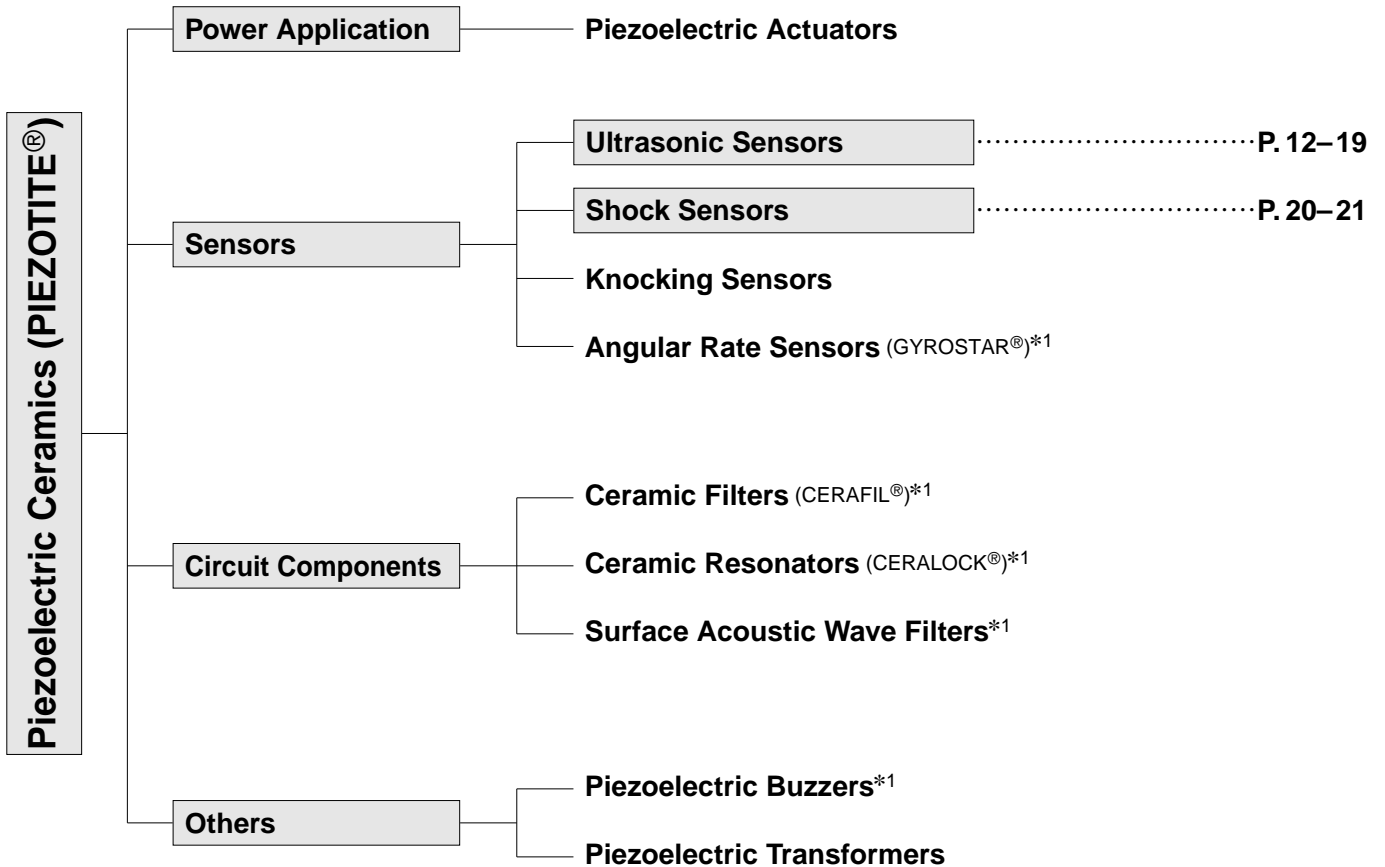 Piezoelectric Ceramics (PIEZOTITE®)
Power Application
Piezoelectric Actuators
Sensors
Ultrasonic Sensors ····························P. 12–19
Shock Sensors ····························P. 20–21
Knocking Sensors
Angular Rate Sensors (GYROSTAR®)*1
Circuit Components
Ceramic Filters (CERAFIL®)*1
Ceramic Resonators (CERALOCK®)*1
Surface Acoustic Wave Filters*1
Others
Piezoelectric Buzzers*1
Piezoelectric Transformers